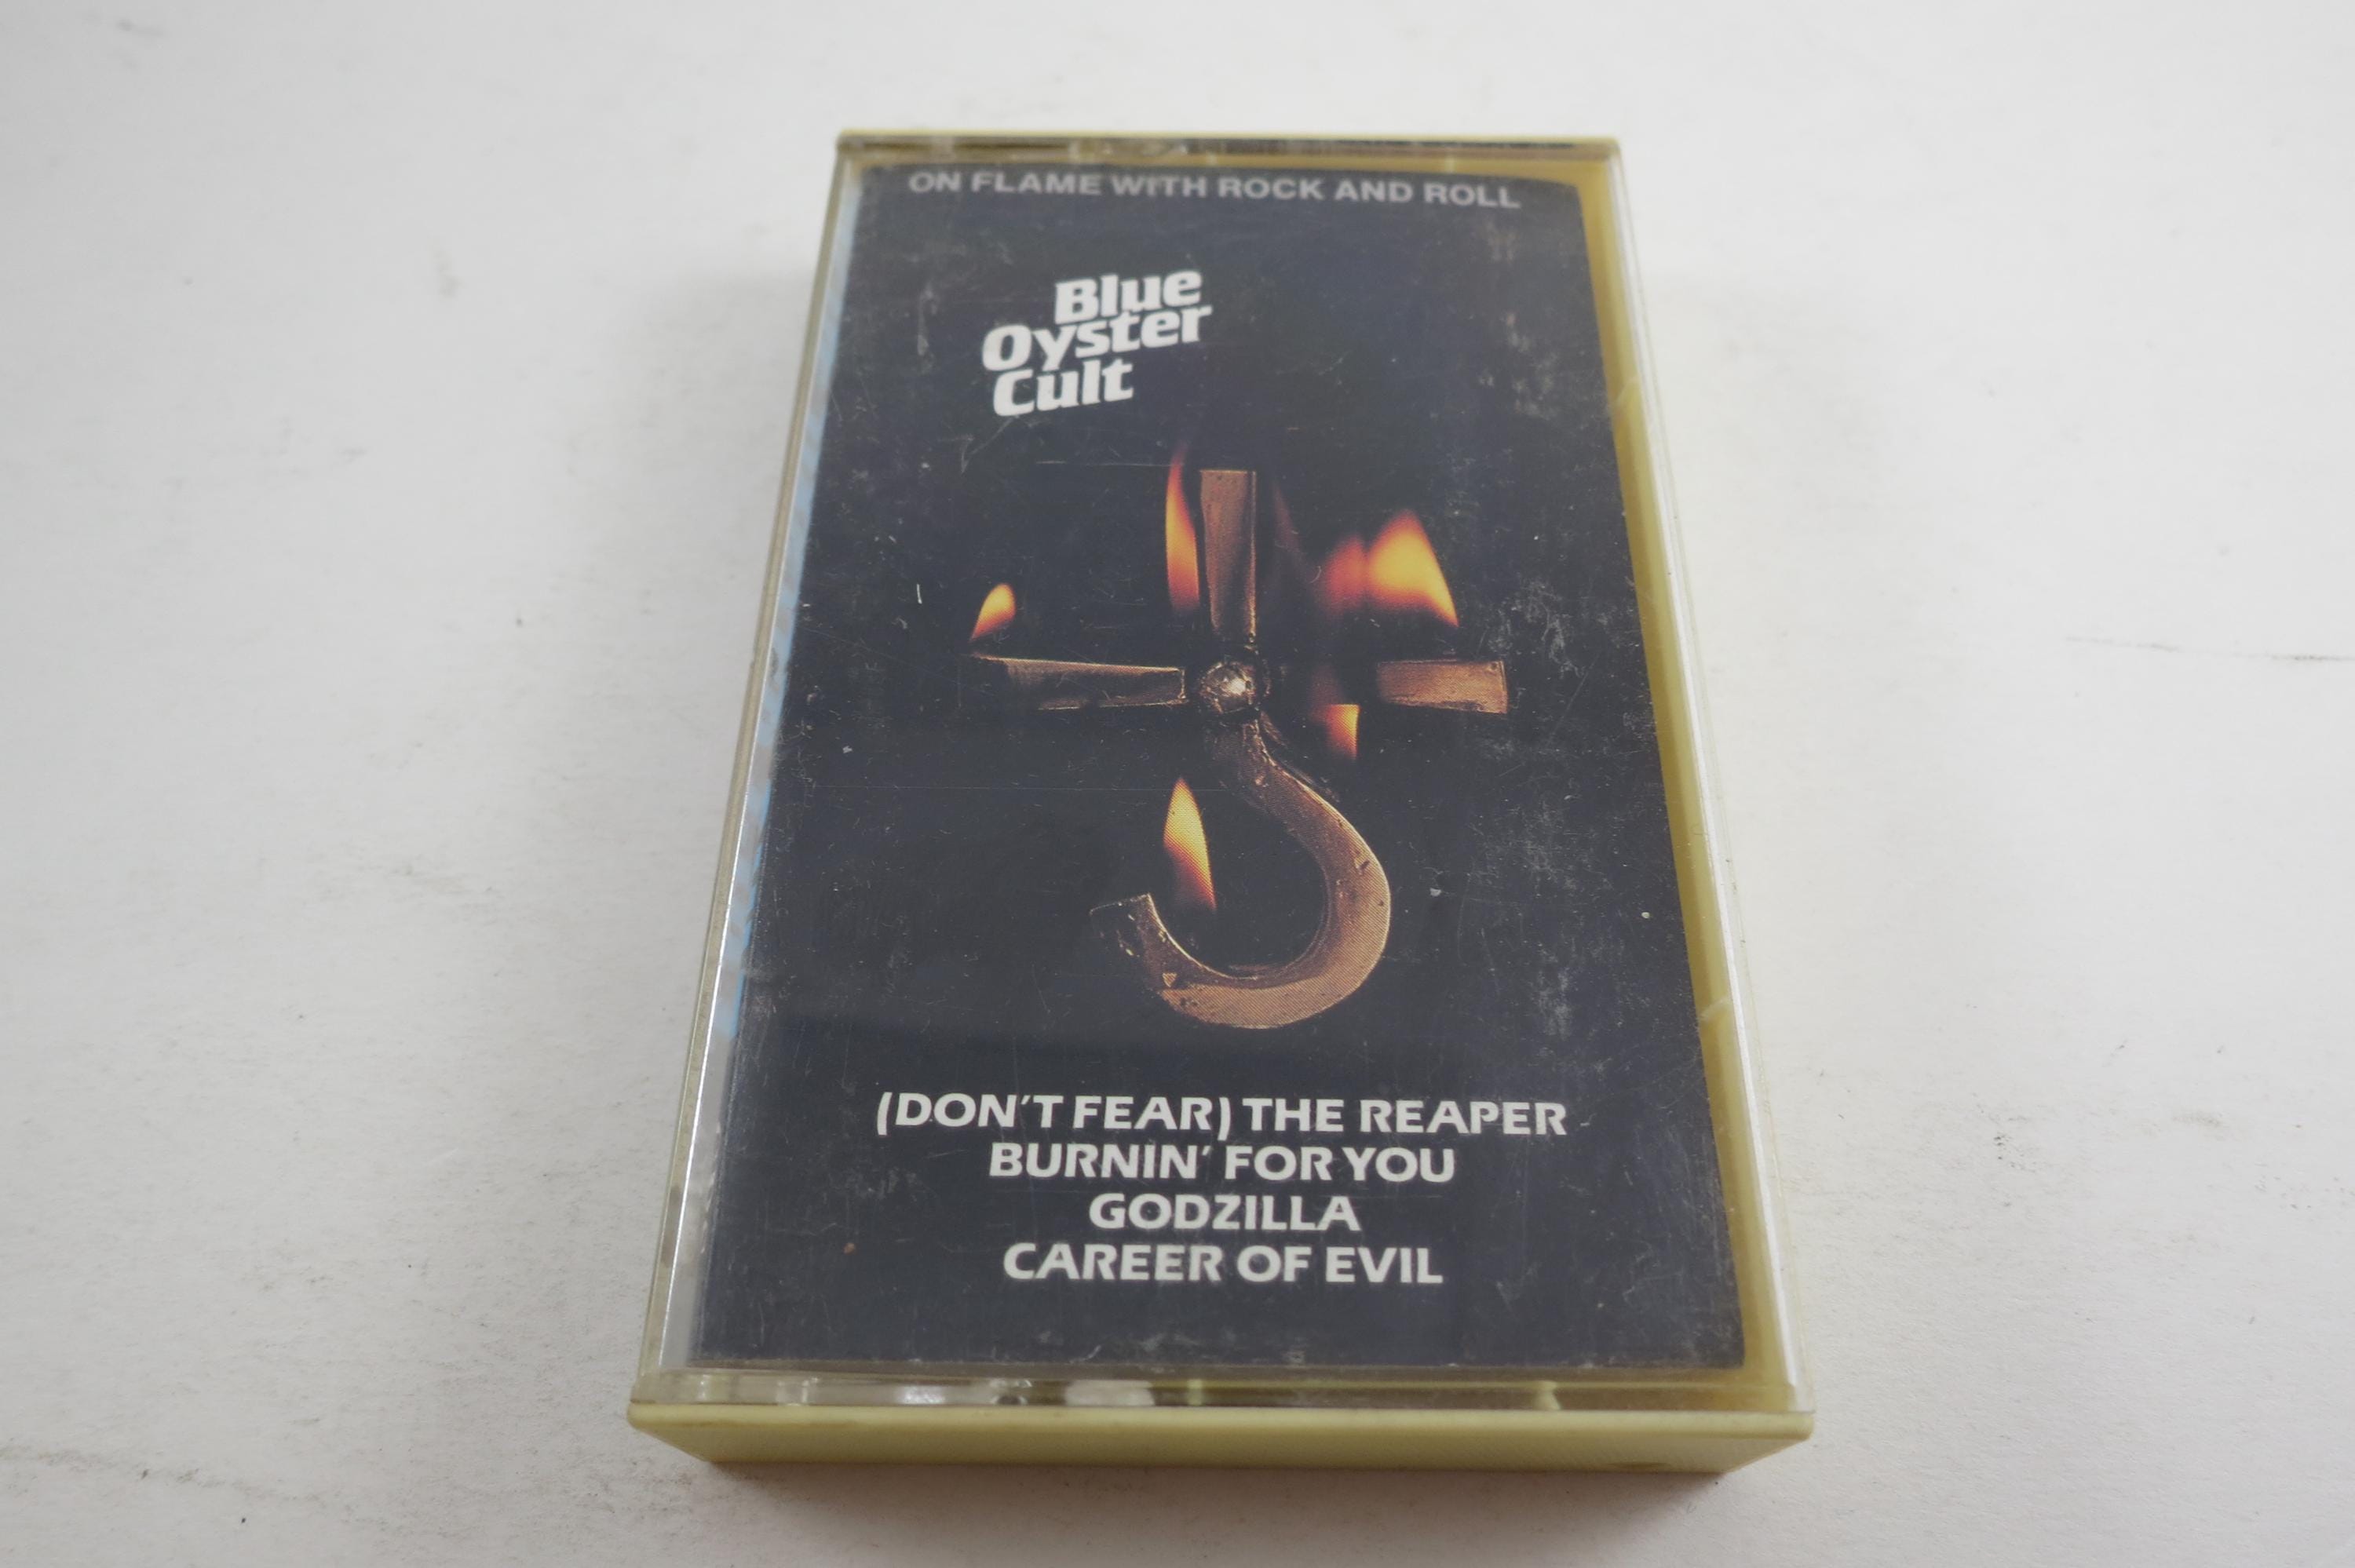 ON FLAME WITH ROCK AND ROLL
Blue
Oyster
Cult
(DON'T FEAR) THE REAPER
BURNIN' FOR YOU
GODZILLA
CAREER OF EVIL